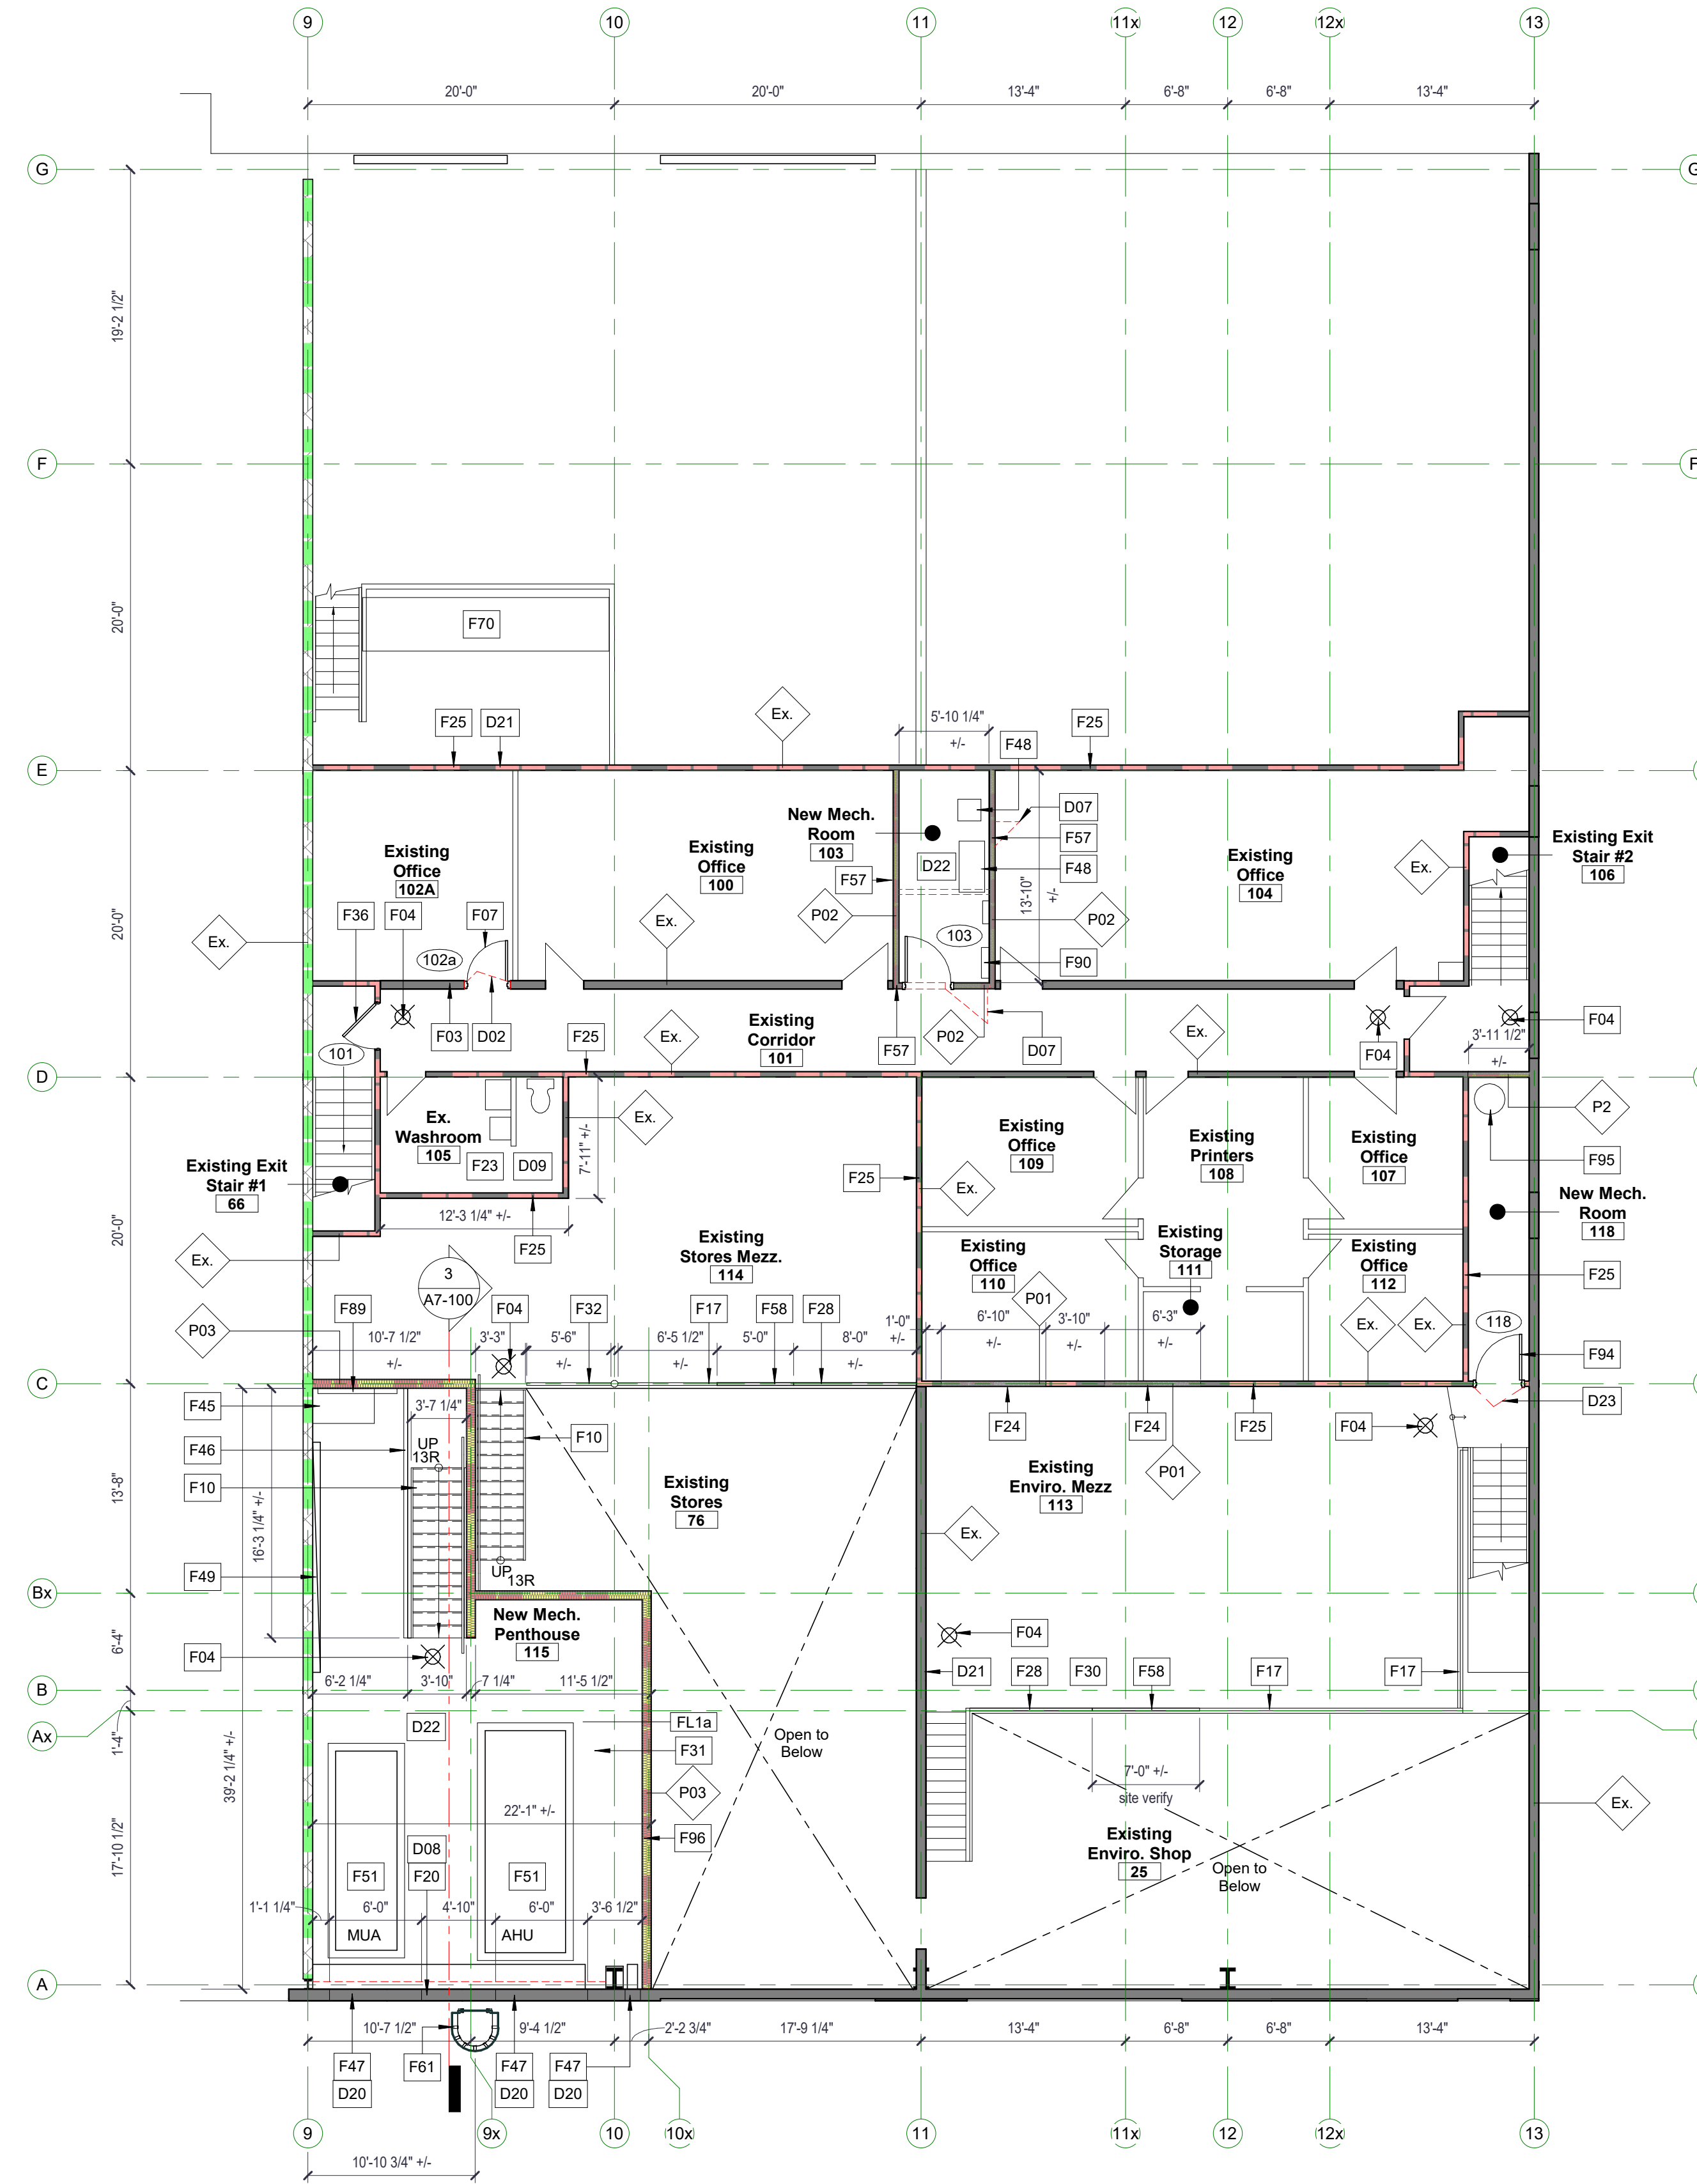 9
10
11
11x
12
12x
13
20'-0"
20'-0"
13'-4"
6'-8"
6'-8"
13'-4"
G
G
19'-2 1/2"
F
F
20'-0"
F70
F25
D21
Ex.
5'-10 1/4"
+/-
F48
F25
E
New Mech.
Room
103
D07
F57
D22
F48
Existing
Office
102A
Existing
Office
100
F57
P02
13'-10"
+/-
P02
Existing
Office
104
Ex.
Existing Exit
Stair #2
106
20'-0"
F36
F04
F07
Ex.
Ex.
102a
103
F90
F03
D02
F25
Ex.
Existing
Corridor
101
F57
P02
D07
Ex.
F04
3'-11 1/2"
+/-
F04
101
D
Ex.
Washroom
105
F23
D09
7'-11" +/-
Ex.
P2
Existing
Office
109
Existing
Printers
108
Existing
Office
107
F95
Existing Exit
Stair #1
66
F25
Ex.
New Mech.
Room
118
20'-0"
12'-3 1/4" +/-
F25
Ex.
Existing
Stores Mezz.
114
Existing
Office
110
Existing
Storage
111
Existing
Office
112
F25
3
A7-100
P01
F89
F04
F32
F17
F58
F28
P03
10'-7 1/2"
+/-
3'-3"
5'-6"
+/-
6'-5 1/2"
+/-
5'-0"
8'-0"
+/-
1'-0"
+/-
6'-10"
+/-
3'-10"
+/-
6'-3"
+/-
Ex.
Ex.
118
F94
C
F45
3'-7 1/4"
D23
F24
F24
F25
F04
F46
UP
13R
F10
F10
P01
Existing
Stores
76
Existing
Enviro. Mezz
113
13'-8"
16'-3 1/4" +/-
Ex.
F49
UP
13R
Bx
New Mech.
Penthouse
115
6'-4"
F04
F04
6'-2 1/4"
3'-10"
7 1/4"
11'-5 1/2"
D21
F28
F30
F58
F17
F17
B
D22
FL1a
Ax
1'-4"
F31
Open to
Below
39'-2 1/4" +/-
P03
7'-0" +/-
site verify
22'-1" +/-
Ex.
17'-10 1/2"
D08
F96
Existing
Enviro. Shop
25
F51
F20
F51
Open to
Below
1'-1 1/4"
6'-0"
4'-10"
6'-0"
3'-6 1/2"
MUA
AHU
A
10'-7 1/2"
9'-4 1/2"
2'-2 3/4"
17'-9 1/4"
13'-4"
6'-8"
6'-8"
13'-4"
F47
F61
F47
F47
D20
D20
D20
9
9x
10
10x
11
11x
12
12x
13
10'-10 3/4" +/-